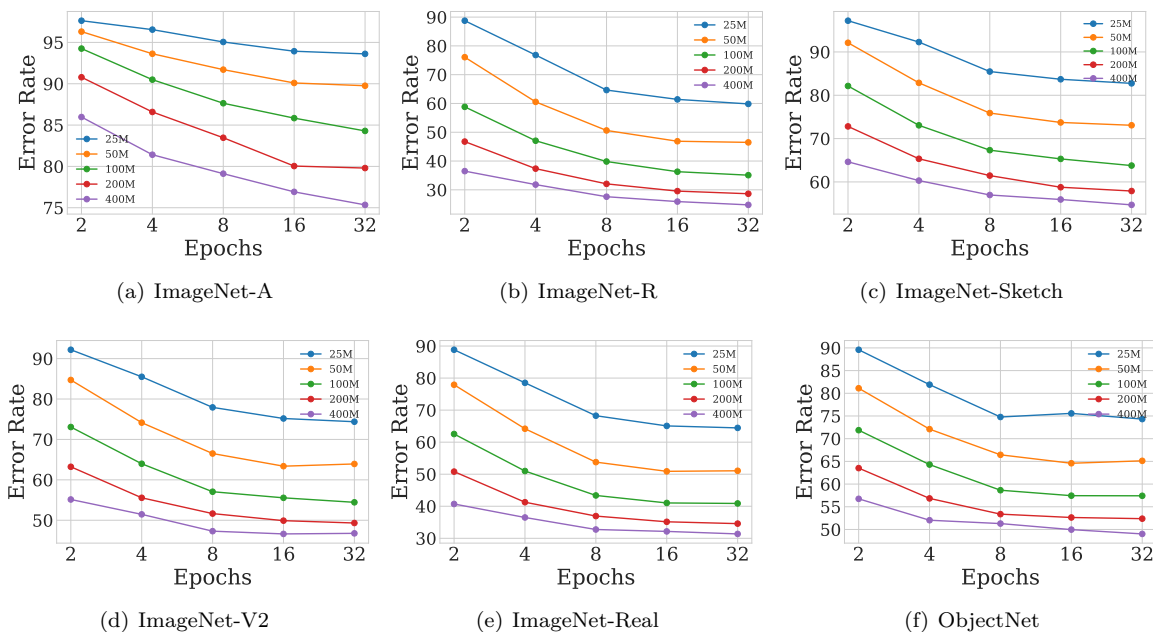 Error Rate
95
90
85
80
75
25M
50M
100M
200M
400M
2 4 8 16 32
Epochs
(a) ImageNet-A
Error Rate
90
80
70
60
50
40
30
25M
50M
100M
200M
400M
2 4 8 16 32
Epochs
(b) ImageNet-R
Error Rate
90
80
70
60
25M
50M
100M
200M
400M
2 4 8 16 32
Epochs
(c) ImageNet-Sketch
Error Rate
90
80
70
60
50
25M
50M
100M
200M
400M
2 4 8 16 32
Epochs
(d) ImageNet-V2
Error Rate
90
80
70
60
50
40
30
25M
50M
100M
200M
400M
2 4 8 16 32
Epochs
(e) ImageNet-Real
Error Rate
90
85
80
75
70
65
60
55
50
25M
50M
100M
200M
400M
2 4 8 16 32
Epochs
(f) ObjectNet